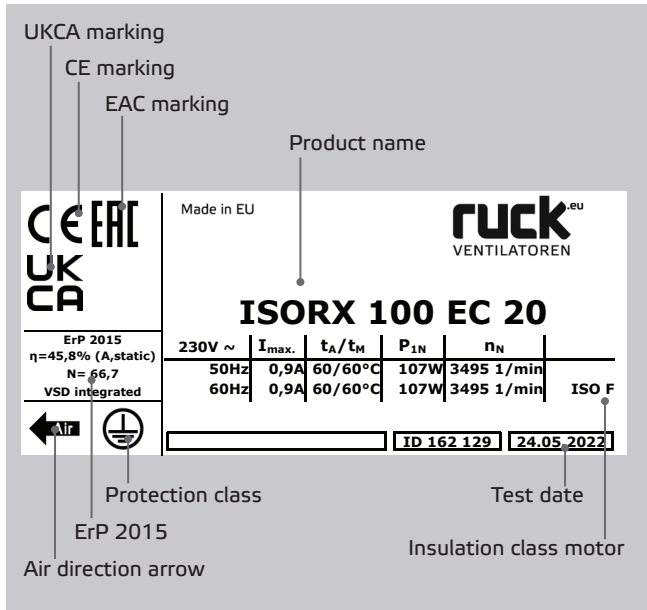 UKCA marking
CE marking
EAC marking
Product name
CE EAC
UK
CA
Made in EU
ruck.eu
VENTILATOREN
ISORX 100 EC 20
ErP 2015
η=45,8% (A,static)
N= 66,7
VSD integrated
230V ~ Imax. tA/tM P1N nN
50Hz 0,9A 60/60°C 107W 3495 1/min
60Hz 0,9A 60/60°C 107W 3495 1/min ISO F
Air
ID 162 129 24.05.2022
Protection class
Test date
ErP 2015
Insulation class motor
Air direction arrow